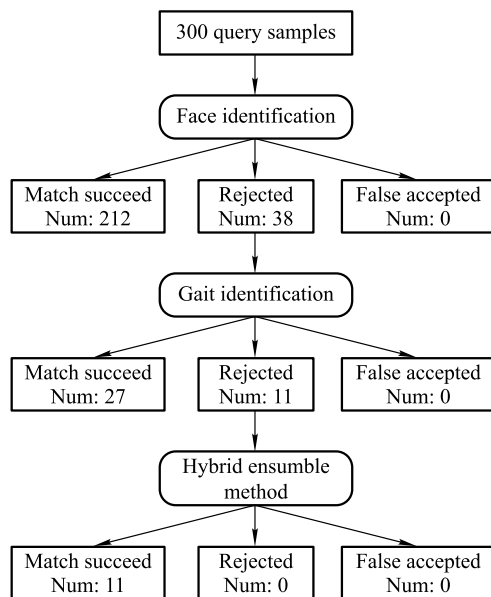 300 query samples
Face identification
Match succeed
Num: 212
Rejected
Num: 38
False accepted
Num: 0
Gait identification
Match succeed
Num: 27
Rejected
Num: 11
False accepted
Num: 0
Hybrid ensumble
method
Match succeed
Num: 11
Rejected
Num: 0
False accepted
Num: 0